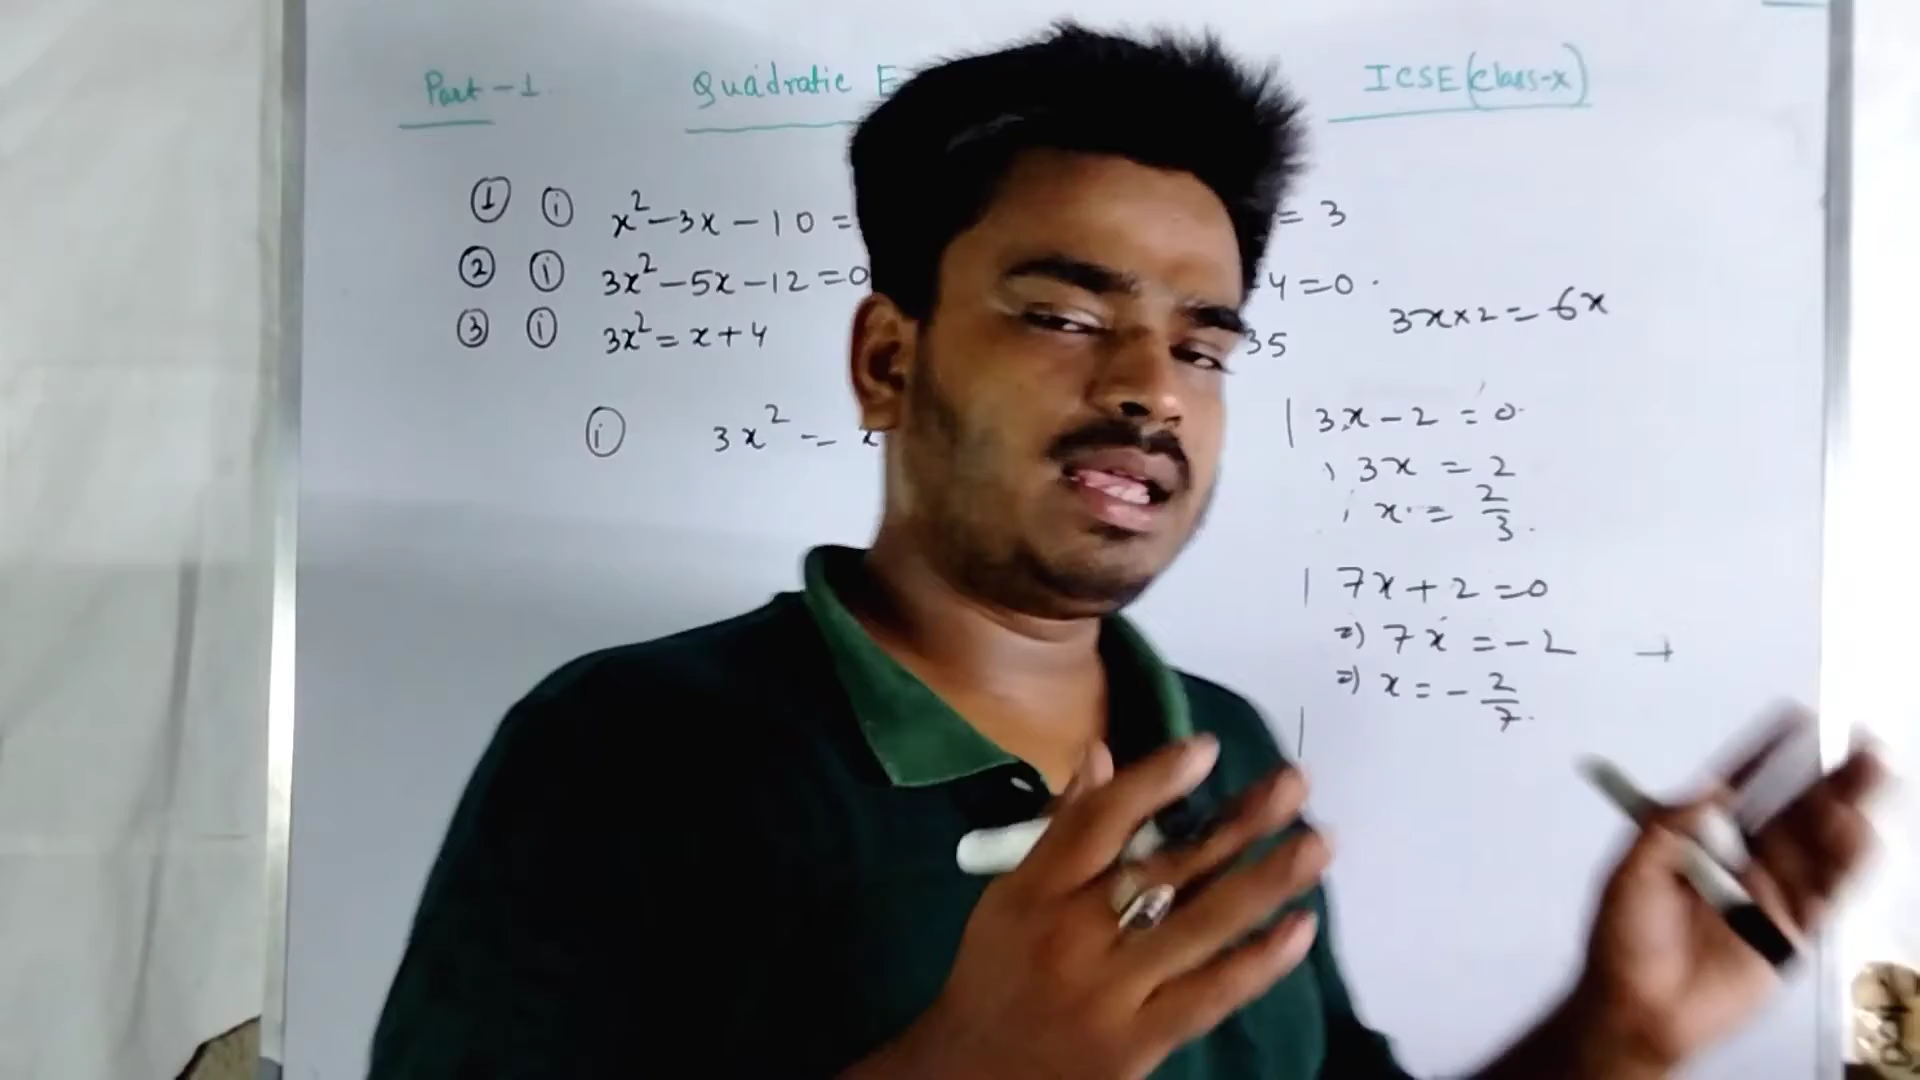 Part-1 Quadratic E ICSE (class-x)
① ⓘ x²-3x-10= = 3
② ⓘ 3x²-5x-12=0 4=0.
③ ⓘ 3x²=x+4 35
3x×2=6x
ⓘ 3x² = x
3x-2=0
3x=2
x=2/3.
7x+2=0
⇒) 7x=-2 +
⇒) x=-2/7.